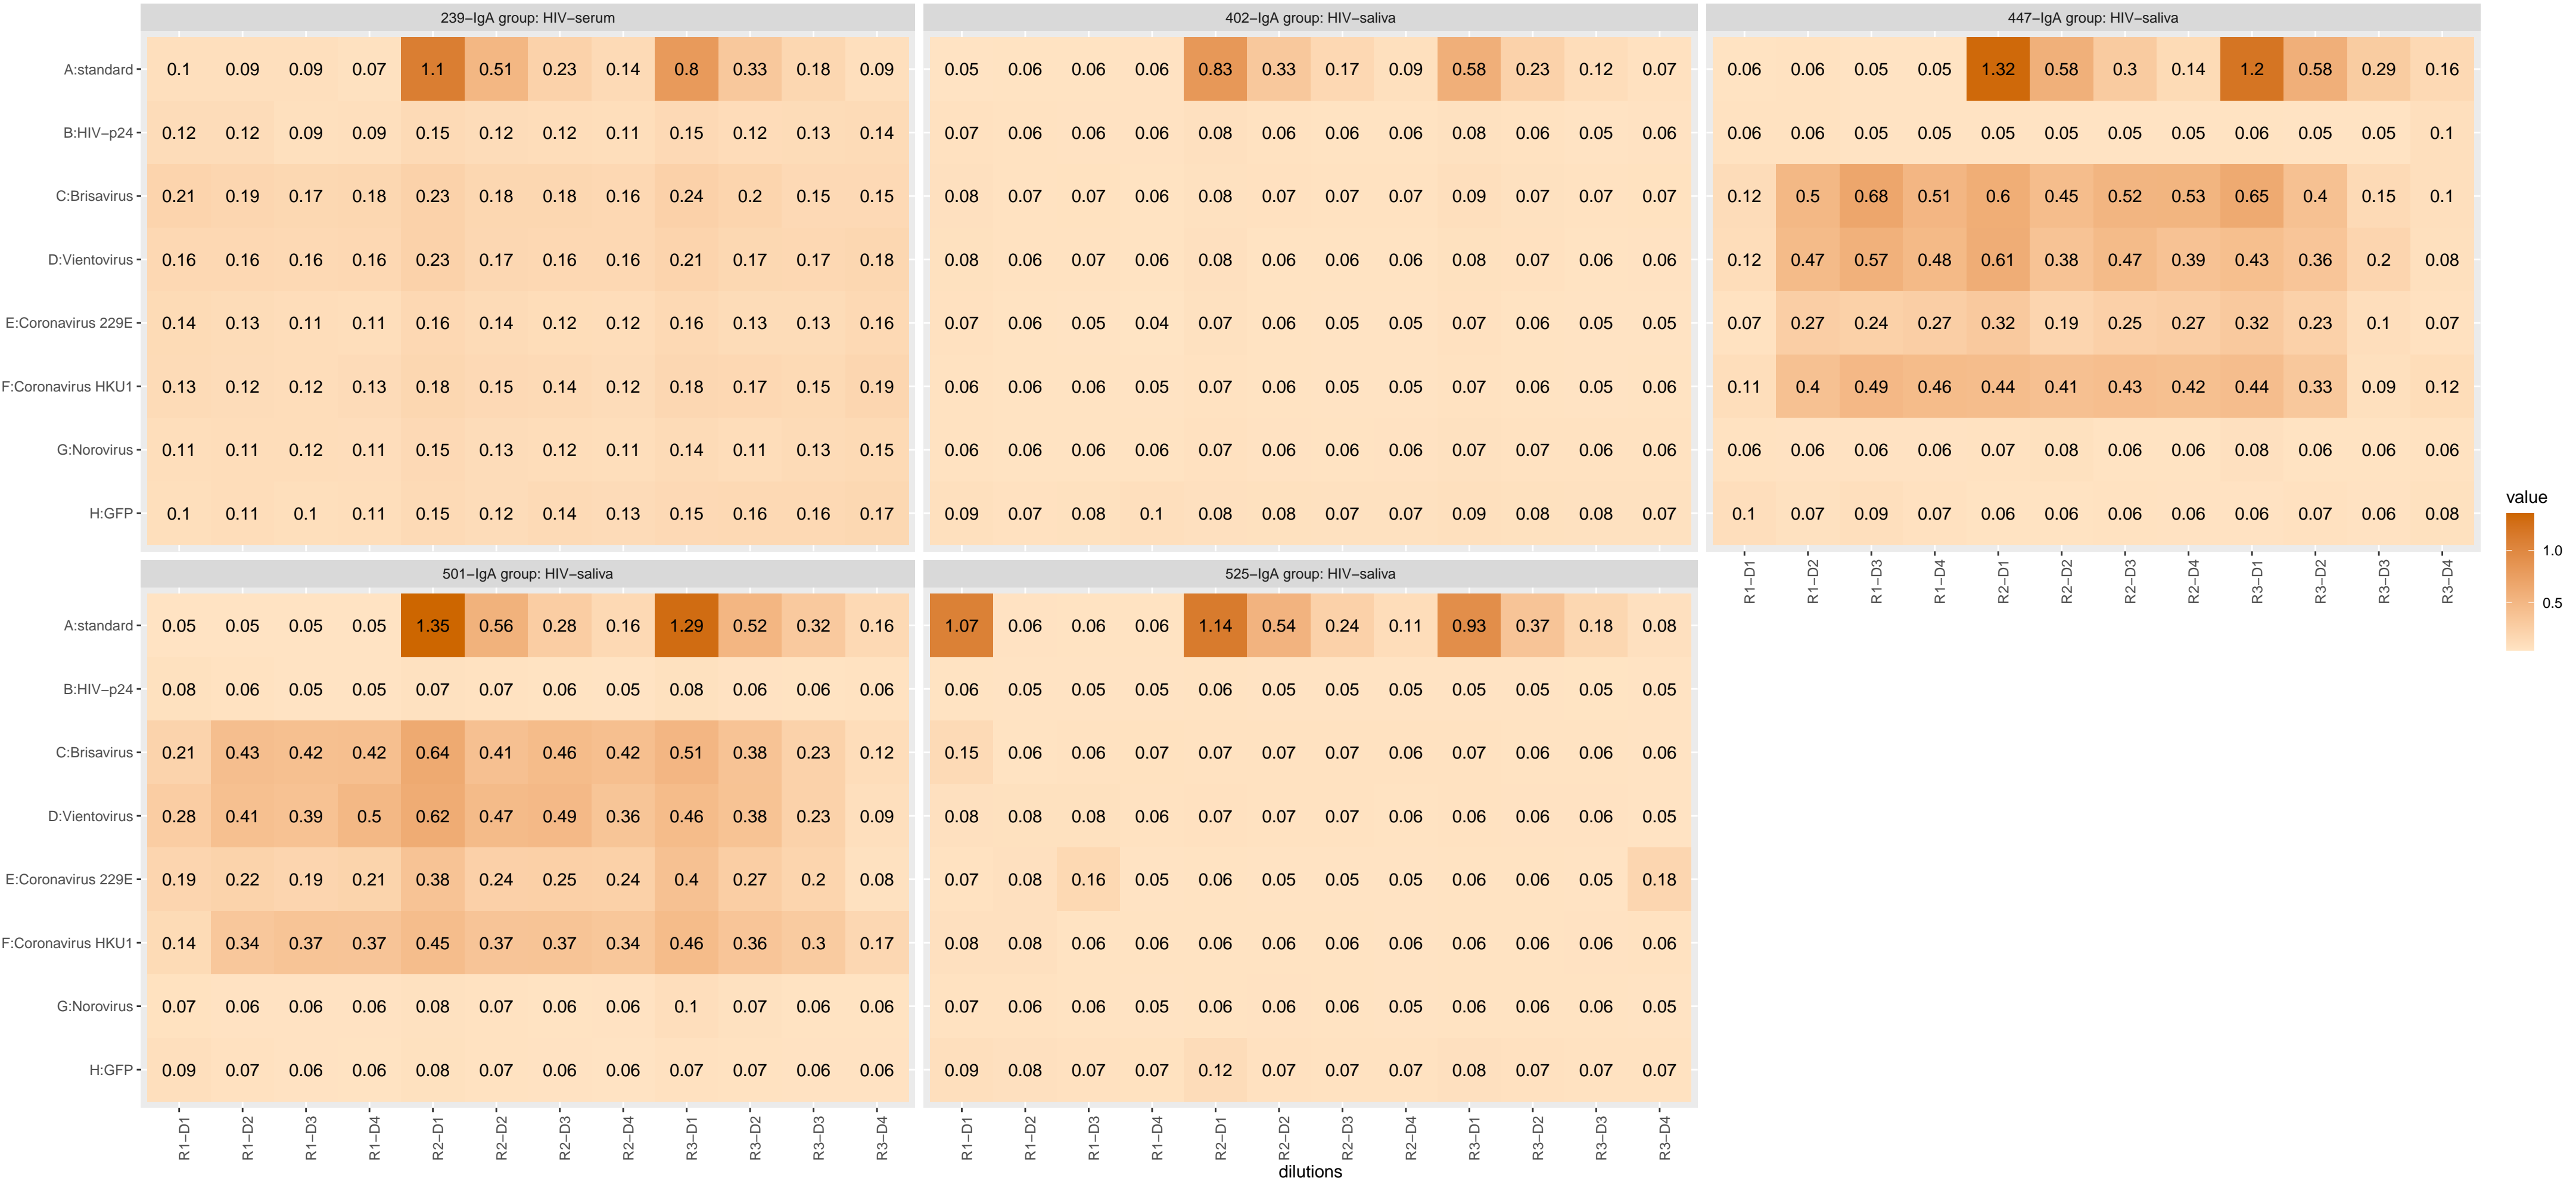 239−IgA group: HIV−serum 402−IgA group: HIV−saliva 447−IgA group: HIV−saliva
A:standard 0.1 0.09 0.09 0.07 1.1 0.51 0.23 0.14 0.8 0.33 0.18 0.09 0.05 0.06 0.06 0.06 0.83 0.33 0.17 0.09 0.58 0.23 0.12 0.07 0.06 0.06 0.05 0.05 1.32 0.58 0.3 0.14 1.2 0.58 0.29 0.16
B:HIV−p24 0.12 0.12 0.09 0.09 0.15 0.12 0.12 0.11 0.15 0.12 0.13 0.14 0.07 0.06 0.06 0.06 0.08 0.06 0.06 0.06 0.08 0.06 0.05 0.06 0.06 0.06 0.05 0.05 0.05 0.05 0.05 0.05 0.06 0.05 0.05 0.1
C:Brisavirus 0.21 0.19 0.17 0.18 0.23 0.18 0.18 0.16 0.24 0.2 0.15 0.15 0.08 0.07 0.07 0.06 0.08 0.07 0.07 0.07 0.09 0.07 0.07 0.07 0.12 0.5 0.68 0.51 0.6 0.45 0.52 0.53 0.65 0.4 0.15 0.1
D:Vientovirus 0.16 0.16 0.16 0.16 0.23 0.17 0.16 0.16 0.21 0.17 0.17 0.18 0.08 0.06 0.07 0.06 0.08 0.06 0.06 0.06 0.08 0.07 0.06 0.06 0.12 0.47 0.57 0.48 0.61 0.38 0.47 0.39 0.43 0.36 0.2 0.08
E:Coronavirus 229E 0.14 0.13 0.11 0.11 0.16 0.14 0.12 0.12 0.16 0.13 0.13 0.16 0.07 0.06 0.05 0.04 0.07 0.06 0.05 0.05 0.07 0.06 0.05 0.05 0.07 0.27 0.24 0.27 0.32 0.19 0.25 0.27 0.32 0.23 0.1 0.07
F:Coronavirus HKU1 0.13 0.12 0.12 0.13 0.18 0.15 0.14 0.12 0.18 0.17 0.15 0.19 0.06 0.06 0.06 0.05 0.07 0.06 0.05 0.05 0.07 0.06 0.05 0.06 0.11 0.4 0.49 0.46 0.44 0.41 0.43 0.42 0.44 0.33 0.09 0.12
G:Norovirus 0.11 0.11 0.12 0.11 0.15 0.13 0.12 0.11 0.14 0.11 0.13 0.15 0.06 0.06 0.06 0.06 0.07 0.06 0.06 0.06 0.07 0.07 0.06 0.06 0.06 0.06 0.06 0.06 0.07 0.08 0.06 0.06 0.08 0.06 0.06 0.06
H:GFP 0.1 0.11 0.1 0.11 0.15 0.12 0.14 0.13 0.15 0.16 0.16 0.17 0.09 0.07 0.08 0.1 0.08 0.08 0.07 0.07 0.09 0.08 0.08 0.07 0.1 0.07 0.09 0.07 0.06 0.06 0.06 0.06 0.06 0.07 0.06 0.08
R1−D1 R1−D2 R1−D3 R1−D4 R2−D1 R2−D2 R2−D3 R2−D4 R3−D1 R3−D2 R3−D3 R3−D4
value
1.0
0.5
501−IgA group: HIV−saliva 525−IgA group: HIV−saliva
A:standard 0.05 0.05 0.05 0.05 1.35 0.56 0.28 0.16 1.29 0.52 0.32 0.16 1.07 0.06 0.06 0.06 1.14 0.54 0.24 0.11 0.93 0.37 0.18 0.08
B:HIV−p24 0.08 0.06 0.05 0.05 0.07 0.07 0.06 0.05 0.08 0.06 0.06 0.06 0.06 0.05 0.05 0.05 0.06 0.05 0.05 0.05 0.05 0.05 0.05 0.05
C:Brisavirus 0.21 0.43 0.42 0.42 0.64 0.41 0.46 0.42 0.51 0.38 0.23 0.12 0.15 0.06 0.06 0.07 0.07 0.07 0.07 0.06 0.07 0.06 0.06 0.06
D:Vientovirus 0.28 0.41 0.39 0.5 0.62 0.47 0.49 0.36 0.46 0.38 0.23 0.09 0.08 0.08 0.08 0.06 0.07 0.07 0.07 0.06 0.06 0.06 0.06 0.05
E:Coronavirus 229E 0.19 0.22 0.19 0.21 0.38 0.24 0.25 0.24 0.4 0.27 0.2 0.08 0.07 0.08 0.16 0.05 0.06 0.05 0.05 0.05 0.06 0.06 0.05 0.18
F:Coronavirus HKU1 0.14 0.34 0.37 0.37 0.45 0.37 0.37 0.34 0.46 0.36 0.3 0.17 0.08 0.08 0.06 0.06 0.06 0.06 0.06 0.06 0.06 0.06 0.06 0.06
G:Norovirus 0.07 0.06 0.06 0.06 0.08 0.07 0.06 0.06 0.1 0.07 0.06 0.06 0.07 0.06 0.06 0.05 0.06 0.06 0.06 0.05 0.06 0.06 0.06 0.05
H:GFP 0.09 0.07 0.06 0.06 0.08 0.07 0.06 0.06 0.07 0.07 0.06 0.06 0.09 0.08 0.07 0.07 0.12 0.07 0.07 0.07 0.08 0.07 0.07 0.07
R1−D1 R1−D2 R1−D3 R1−D4 R2−D1 R2−D2 R2−D3 R2−D4 R3−D1 R3−D2 R3−D3 R3−D4 R1−D1 R1−D2 R1−D3 R1−D4 R2−D1 R2−D2 R2−D3 R2−D4 R3−D1 R3−D2 R3−D3 R3−D4
dilutions